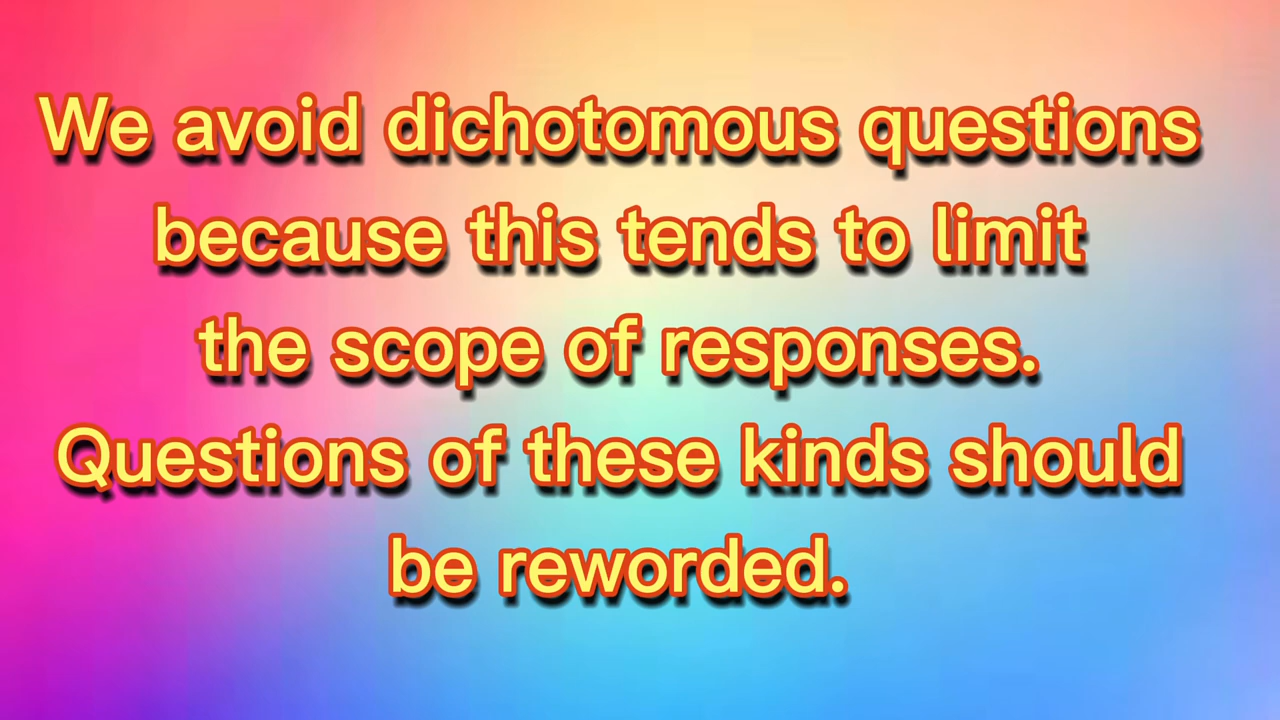 We avoid dichotomous questions
because this tends to limit
the scope of responses.
Questions of these kinds should
be reworded.